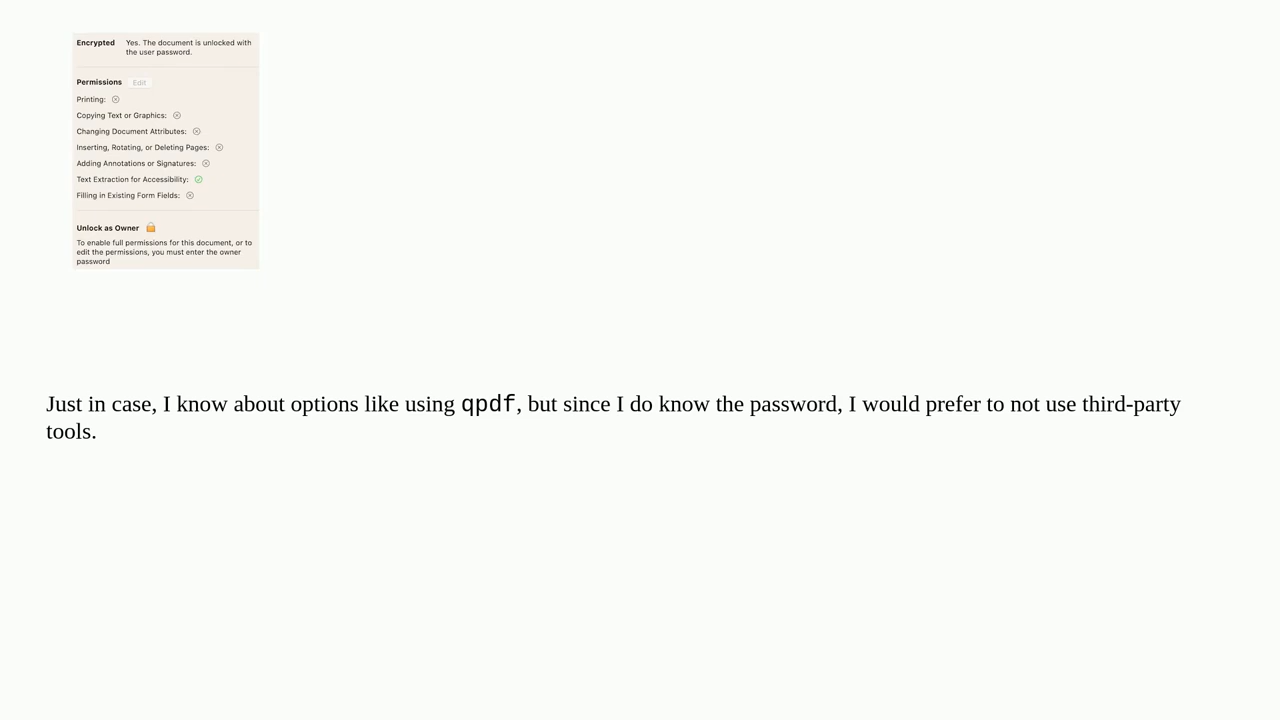 Encrypted Yes. The document is unlocked with
the user password.
Permissions Edit
Printing:
Copying Text or Graphics:
Changing Document Attributes:
Inserting, Rotating, or Deleting Pages:
Adding Annotations or Signatures:
Text Extraction for Accessibility:
Filling in Existing Form Fields:
Unlock as Owner
To enable full permissions for this document, or to
edit the permissions, you must enter the owner
password
Just in case, I know about options like using qpdf, but since I do know the password, I would prefer to not use third-party
tools.